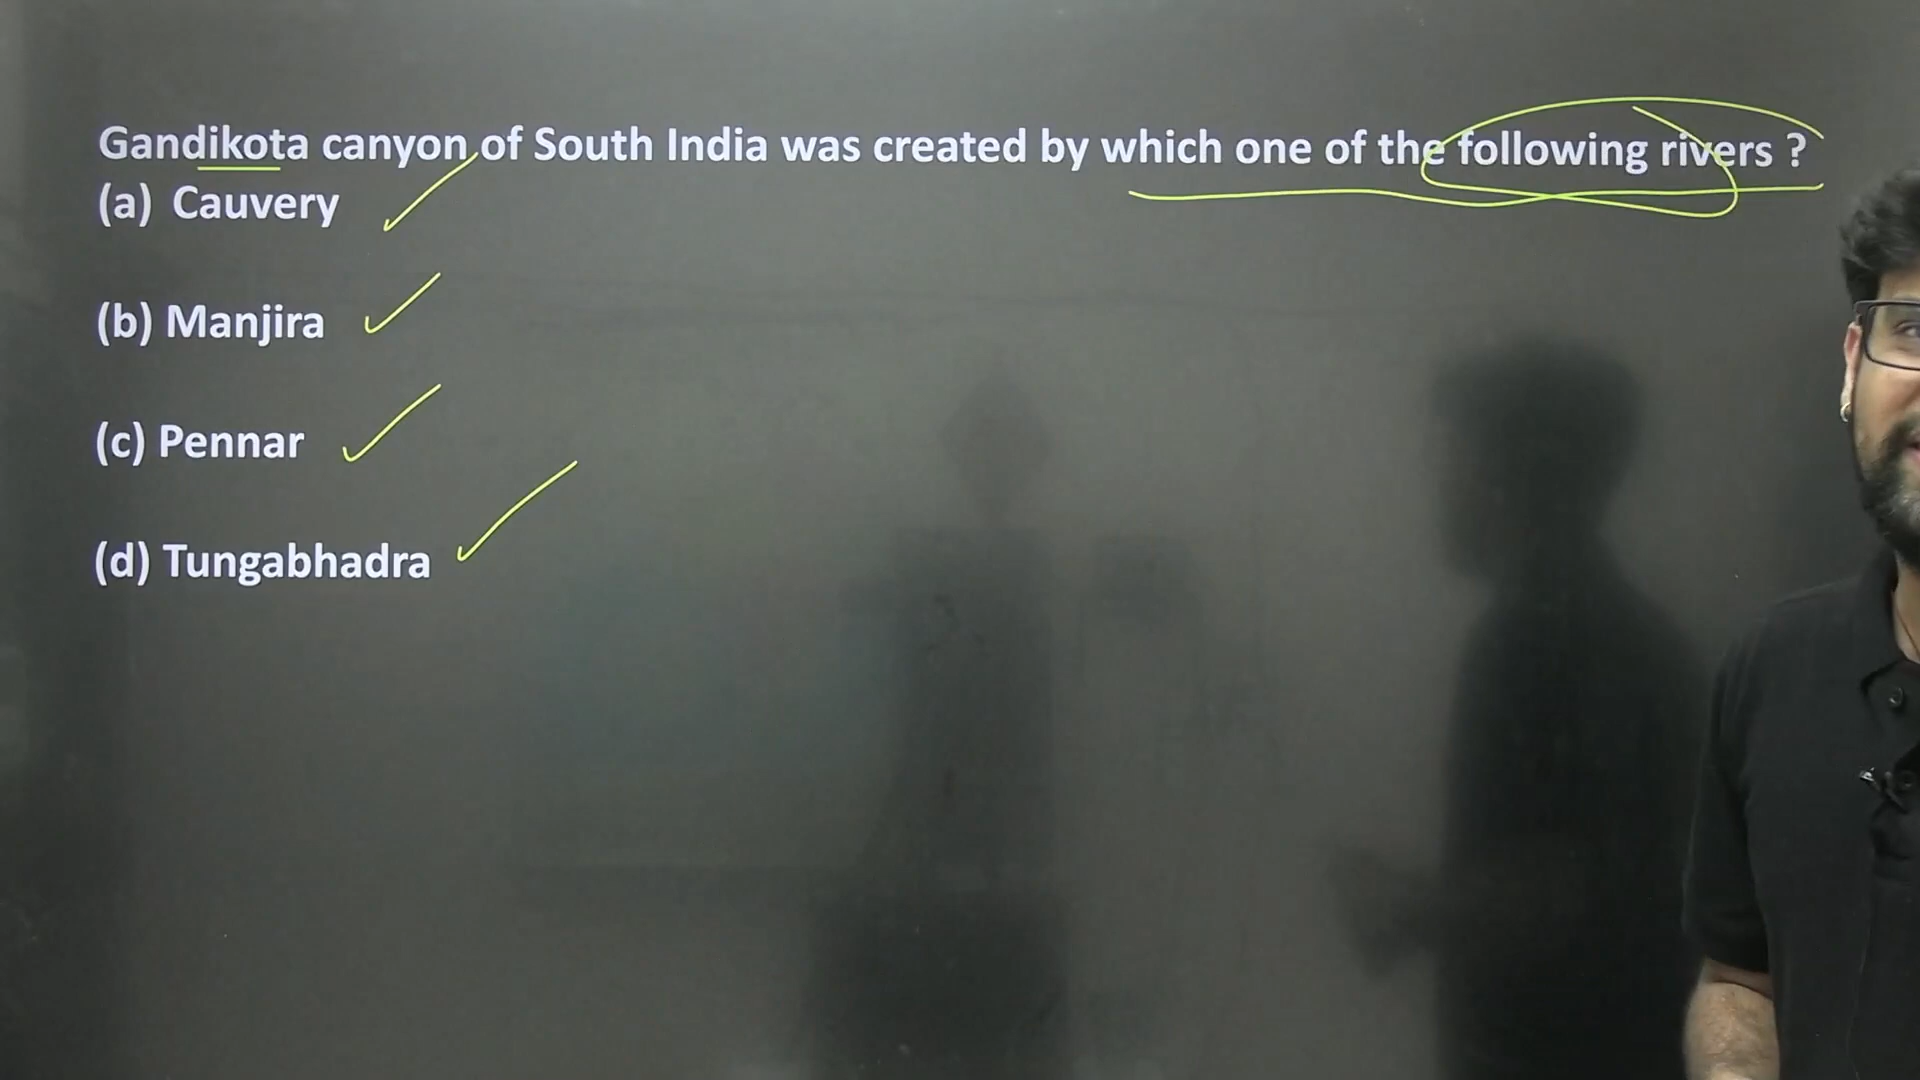 Gandikota canyon of South India was created by which one of the following rivers ?
(a) Cauvery
(b) Manjira
(c) Pennar
(d) Tungabhadra